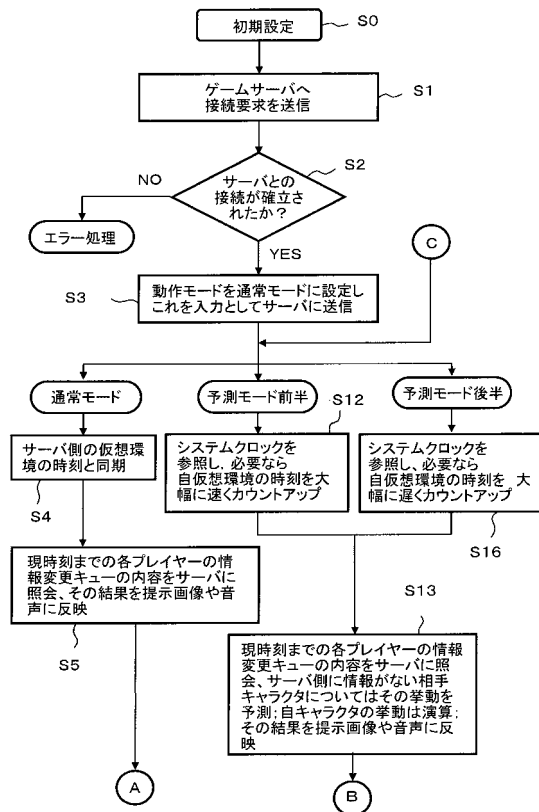 初期設定
S0
ゲームサーバへ
接続要求を送信
S1
S2
サーバとの
接続が確立
されたか?
NO
エラー処理
YES
C
S3
動作モードを通常モードに設定し
これを入力としてサーバに送信
通常モード
予測モード前半
予測モード後半
S12
サーバ側の仮想環
境の時刻と同期
S4
システムクロックを
参照し、必要なら
自仮想環境の時刻を大
幅に速くカウントアップ
システムクロックを
参照し、必要なら
自仮想環境の時刻を 大
幅に遅くカウントアップ
S16
現時刻までの各プレイヤーの情
報変更キューの内容をサーバに
照会、その結果を提示画像や音
声に反映
S5
S13
現時刻までの各プレイヤーの情報
変更キューの内容をサーバに照
会、サーバ側に情報がない相手
キャラクタについてはその挙動を
予測;自キャラクタの挙動は演算;
その結果を提示画像や音声に反
映
A
B